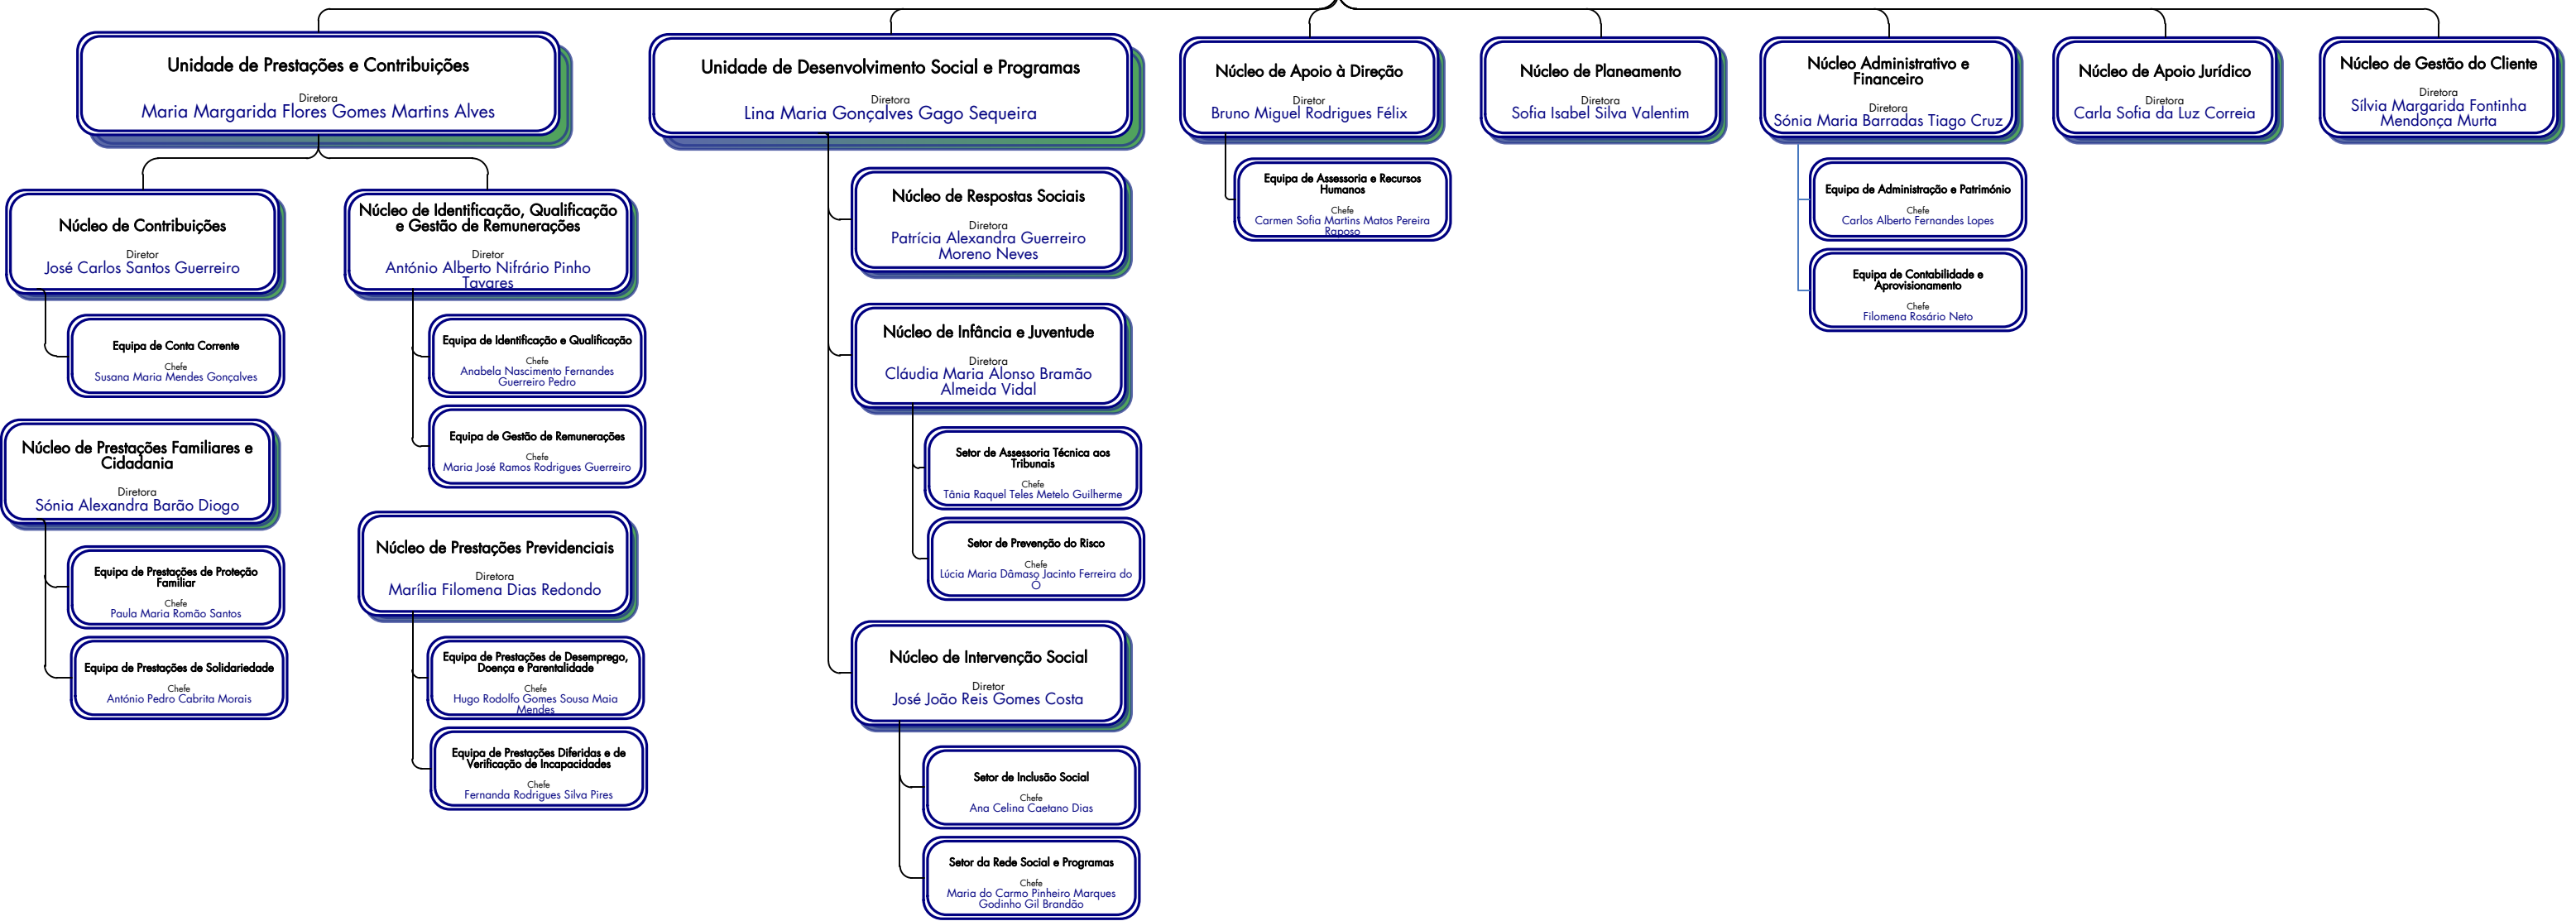 Unidade de Prestações e Contribuições
Diretora
Maria Margarida Flores Gomes Martins Alves
Unidade de Desenvolvimento Social e Programas
Diretora
Lina Maria Gonçalves Gago Sequeira
Núcleo de Apoio à Direção
Diretor
Bruno Miguel Rodrigues Félix
Núcleo de Planeamento
Diretora
Sofia Isabel Silva Valentim
Núcleo Administrativo e
Financeiro
Diretora
Sónia Maria Barradas Tiago Cruz
Núcleo de Apoio Jurídico
Diretora
Carla Sofia da Luz Correia
Núcleo de Gestão do Cliente
Diretora
Sílvia Margarida Fontinha
Mendonça Murta
Núcleo de Contribuições
Diretor
José Carlos Santos Guerreiro
Equipa de Conta Corrente
Chefe
Susana Maria Mendes Gonçalves
Núcleo de Prestações Familiares e
Cidadania
Diretora
Sónia Alexandra Barão Diogo
Equipa de Prestações de Proteção
Familiar
Chefe
Paula Maria Romão Santos
Equipa de Prestações de Solidariedade
Chefe
António Pedro Cabrita Morais
Núcleo de Identificação, Qualificação
e Gestão de Remunerações
Diretor
António Alberto Nifrário Pinho
Tavares
Equipa de Identificação e Qualificação
Chefe
Anabela Nascimento Fernandes
Guerreiro Pedro
Equipa de Gestão de Remunerações
Chefe
Maria José Ramos Rodrigues Guerreiro
Núcleo de Prestações Previdenciais
Diretora
Marília Filomena Dias Redondo
Equipa de Prestações de Desemprego,
Doença e Parentalidade
Chefe
Hugo Rodolfo Gomes Sousa Maia
Mendes
Equipa de Prestações Diferidas e de
Verificação de Incapacidades
Chefe
Fernanda Rodrigues Silva Pires
Núcleo de Respostas Sociais
Diretora
Patrícia Alexandra Guerreiro
Moreno Neves
Núcleo de Infância e Juventude
Diretora
Cláudia Maria Alonso Bramão
Almeida Vidal
Setor de Assessoria Técnica aos
Tribunais
Chefe
Tânia Raquel Teles Metelo Guilherme
Setor de Prevenção do Risco
Chefe
Lúcia Maria Dâmaso Jacinto Ferreira do
Ó
Núcleo de Intervenção Social
Diretor
José João Reis Gomes Costa
Setor de Inclusão Social
Chefe
Ana Celina Caetano Dias
Setor da Rede Social e Programas
Chefe
Maria do Carmo Pinheiro Marques
Godinho Gil Brandão
Equipa de Assessoria e Recursos
Humanos
Chefe
Carmen Sofia Martins Matos Pereira
Raposo
Equipa de Administração e Património
Chefe
Carlos Alberto Fernandes Lopes
Equipa de Contabilidade e
Aprovisionamento
Chefe
Filomena Rosário Neto